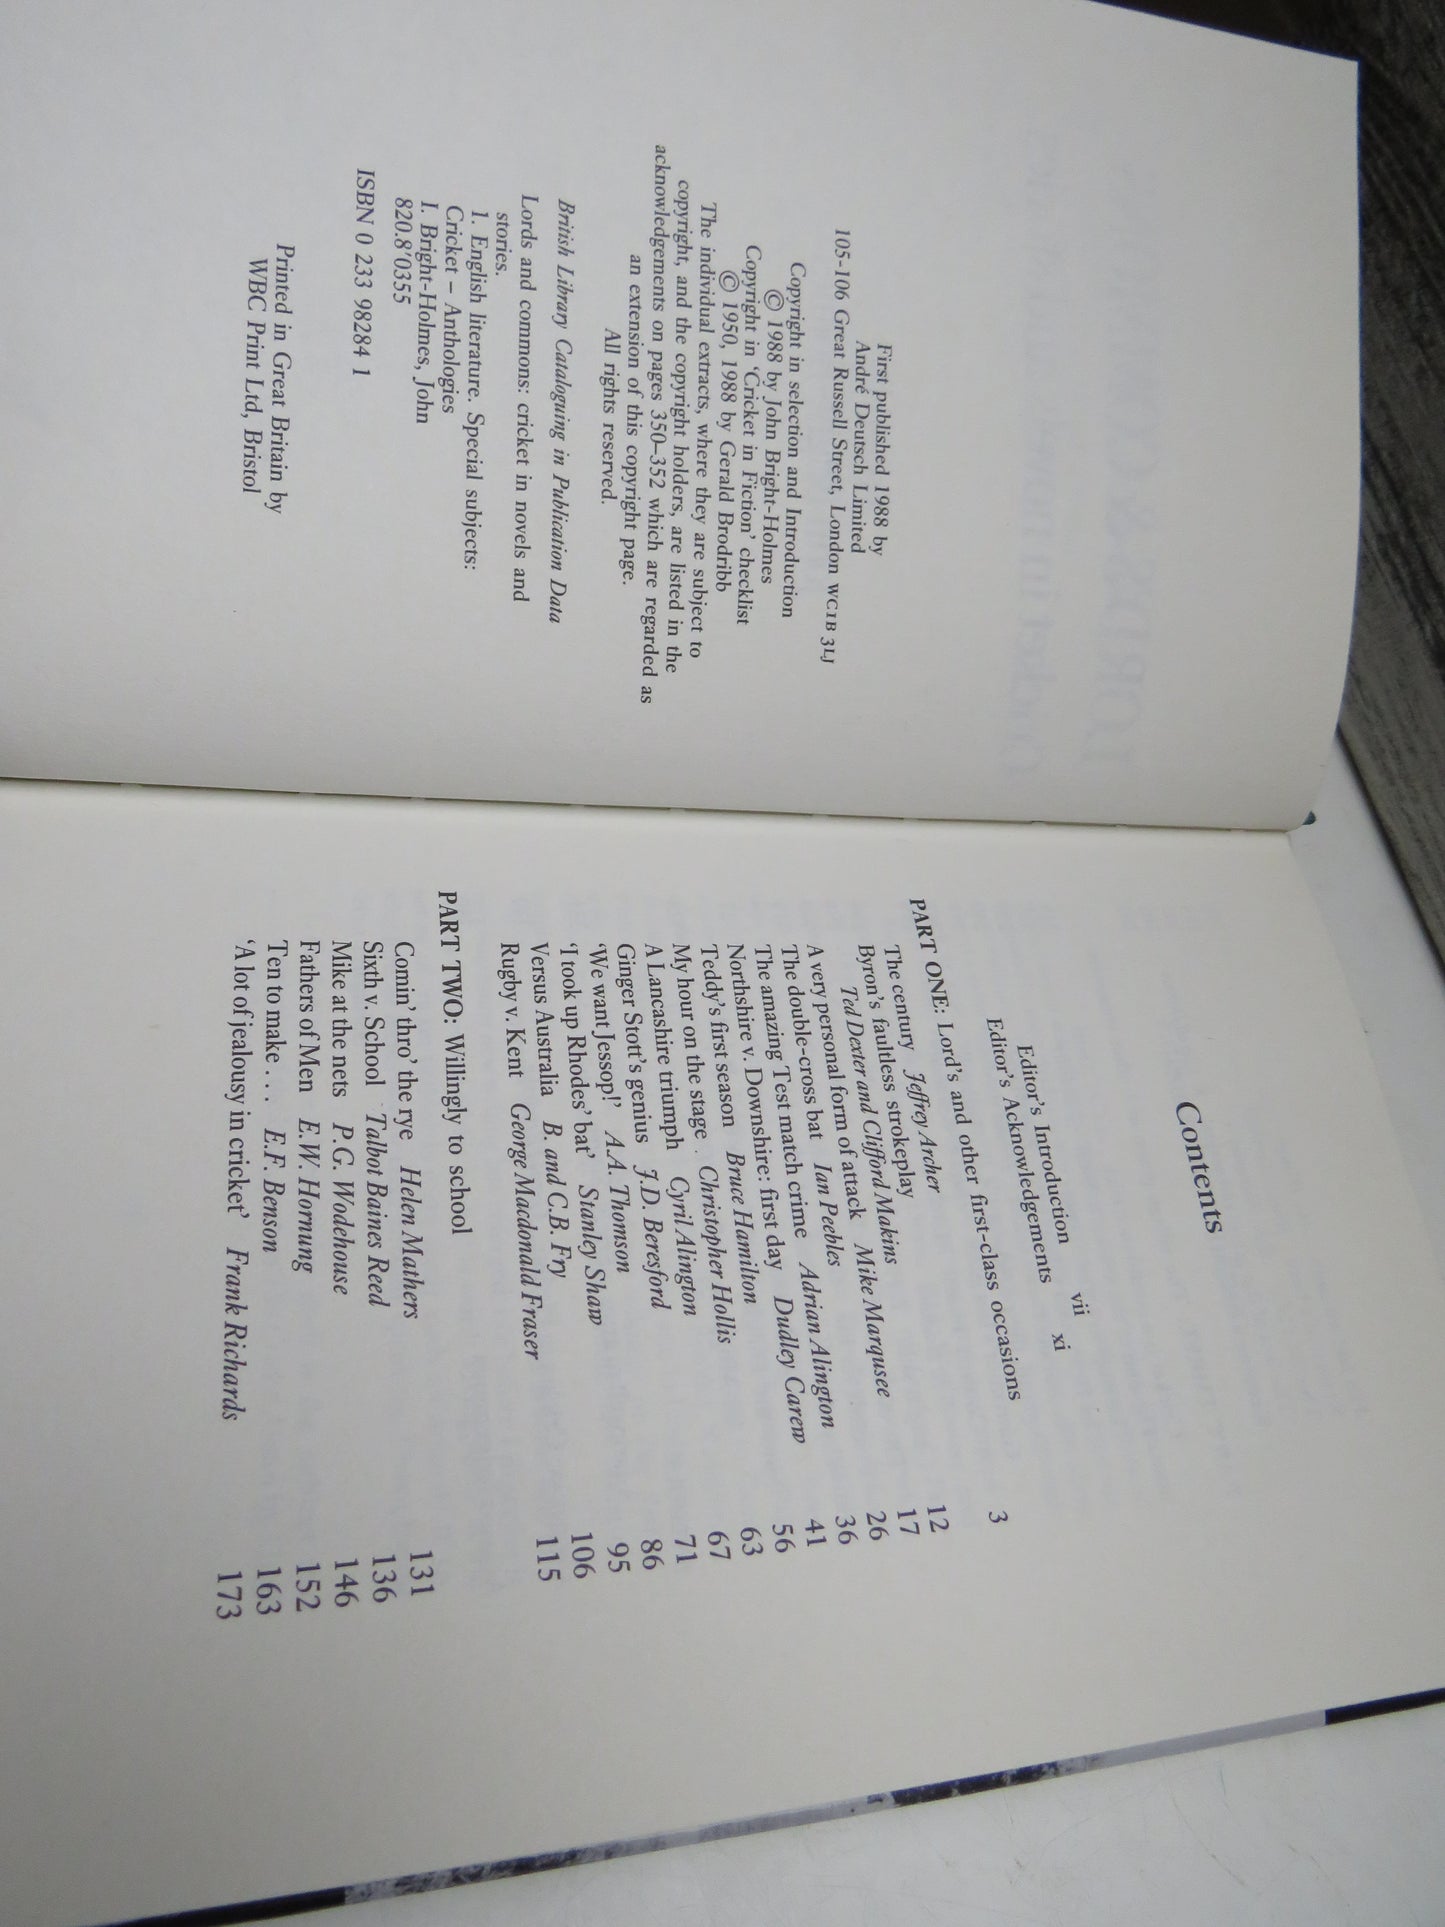 First published 1988 by
André Deutsch Limited
105-106 Great Russell Street, London WC1B 3LJ
Copyright in selection and Introduction
© 1988 by John Bright-Holmes
Copyright in ‘Cricket in Fiction’ checklist
© 1950, 1988 by Gerald Brodribb
The individual extracts, where they are subject to
copyright, and the copyright holders, are listed in the
acknowledgements on pages 350–352 which are regarded as
an extension of this copyright page.
All rights reserved.
British Library Cataloguing in Publication Data
Lords and commons: cricket in novels and
stories.
1. English literature. Special subjects:
Cricket – Anthologies
I. Bright-Holmes, John
820.8'0355
ISBN 0 233 98284 1
Printed in Great Britain by
WBC Print Ltd, Bristol
Contents
Editor's Introduction vii
Editor's Acknowledgements xi
PART ONE: Lord's and other first-class occasions
The century Jeffrey Archer 3
Byron's faultless strokeplay
Ted Dexter and Clifford Makins 12
A very personal form of attack Mike Marqusee 17
The double-cross bat Ian Peebles 26
The amazing Test match crime Adrian Alington 36
Northshire v. Downshire: first day Dudley Carew 41
Teddy's first season Bruce Hamilton 56
My hour on the stage Christopher Hollis 63
A Lancashire triumph Cyril Alington 67
Ginger Stott's genius J.D. Beresford 71
‘We want Jessop!’ A.A. Thomson 86
‘I took up Rhodes' bat’ Stanley Shaw 95
Versus Australia B. and C.B. Fry 106
Rugby v. Kent George Macdonald Fraser 115
PART TWO: Willingly to school
Comin' thro' the rye Helen Mathers 131
Sixth v. School Talbot Baines Reed 136
Mike at the nets P.G. Wodehouse 146
Fathers of Men E.W. Hornung 152
Ten to make . . . E.F. Benson 163
‘A lot of jealousy in cricket’ Frank Richards 173